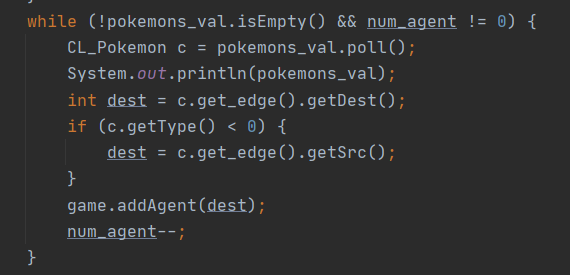 while (!pokemons_val.isEmpty() && num_agent != 0) {
CL_Pokemon c = pokemons_val.poll();
System.out.println(pokemons_val);
int dest = c.get_edge().getDest();
if (c.getType() < 0) {
dest = c.get_edge().getSrc();
}
game.addAgent(dest);
num_agent--;
}